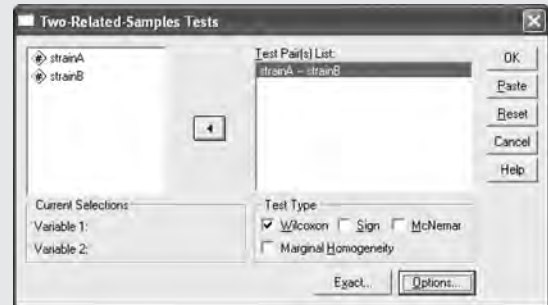 Two-Related-Samples Tests
strainA
strainB
Test Pair(s) List:
strainA -- strainB
OK
Paste
Reset
Cancel
Help
Current Selections
Variable 1:
Variable 2:
Test Type
Wilcoxon Sign McNemar
Marginal Homogeneity
Exact... Options...